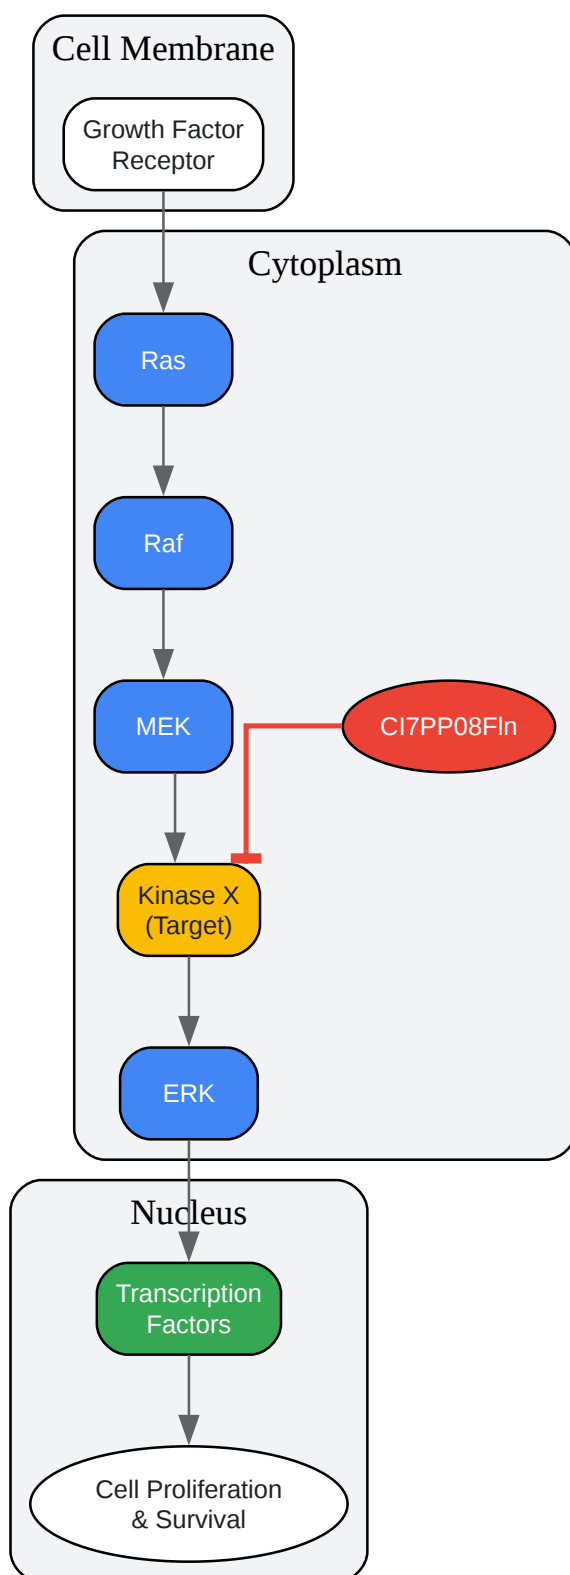 Cell Membrane
Growth Factor
Receptor
Cytoplasm
Ras
Raf
MEK
CI7PP08Fln
Kinase X
(Target)
ERK
Nucleus
Transcription
Factors
Cell Proliferation
& Survival